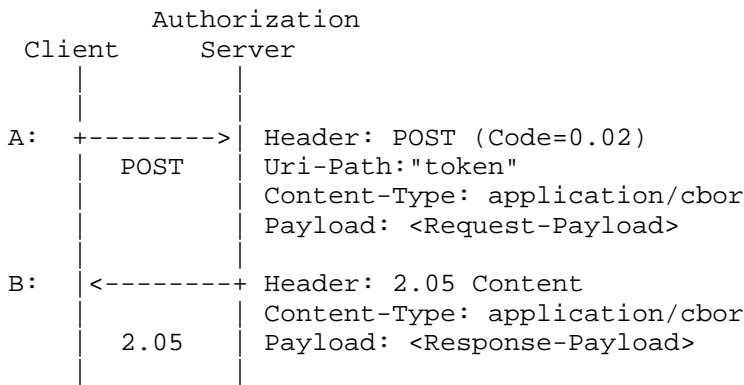 Authorization
Client Server
A: +-------->| Header: POST (Code=0.02)
| POST | Uri-Path:"token"
| | Content-Type: application/cbor
| | Payload: <Request-Payload>
B: |<--------+ Header: 2.05 Content
| | Content-Type: application/cbor
| 2.05 | Payload: <Response-Payload>